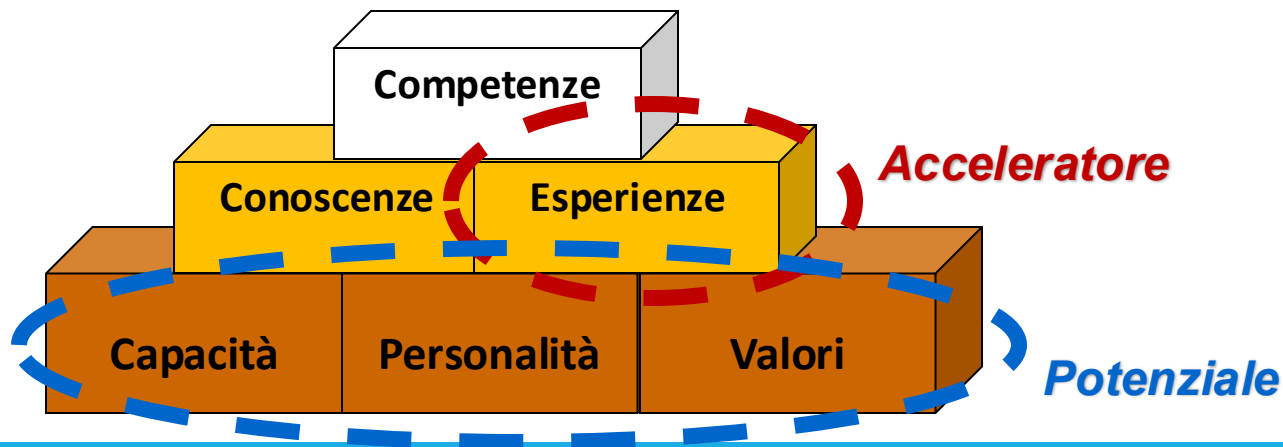 Competenze
Acceleratore
Conoscenze Esperienze
Capacità Personalità Valori
Potenziale